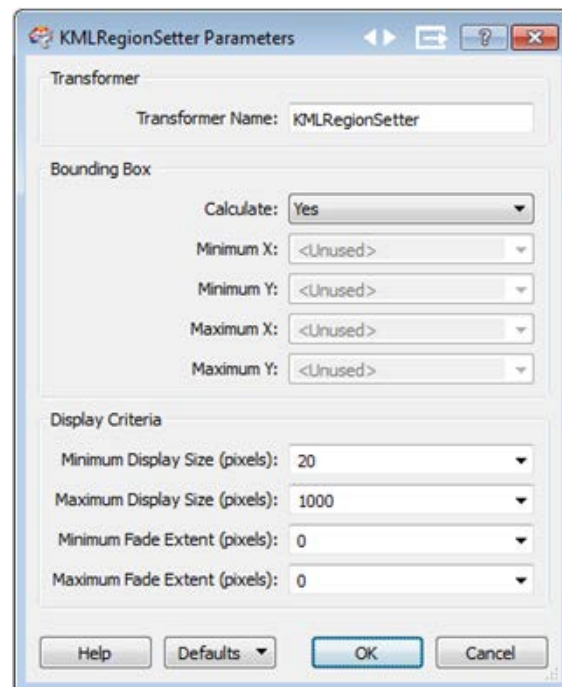 KMLRegionSetter Parameters
?
Transformer
Transformer Name: KMLRegionSetter
Bounding Box
Calculate: Yes
Minimum X: <Unused>
Minimum Y: <Unused>
Maximum X: <Unused>
Maximum Y: <Unused>
Display Criteria
Minimum Display Size (pixels): 20
Maximum Display Size (pixels): 1000
Minimum Fade Extent (pixels): 0
Maximum Fade Extent (pixels): 0
Help Defaults OK Cancel